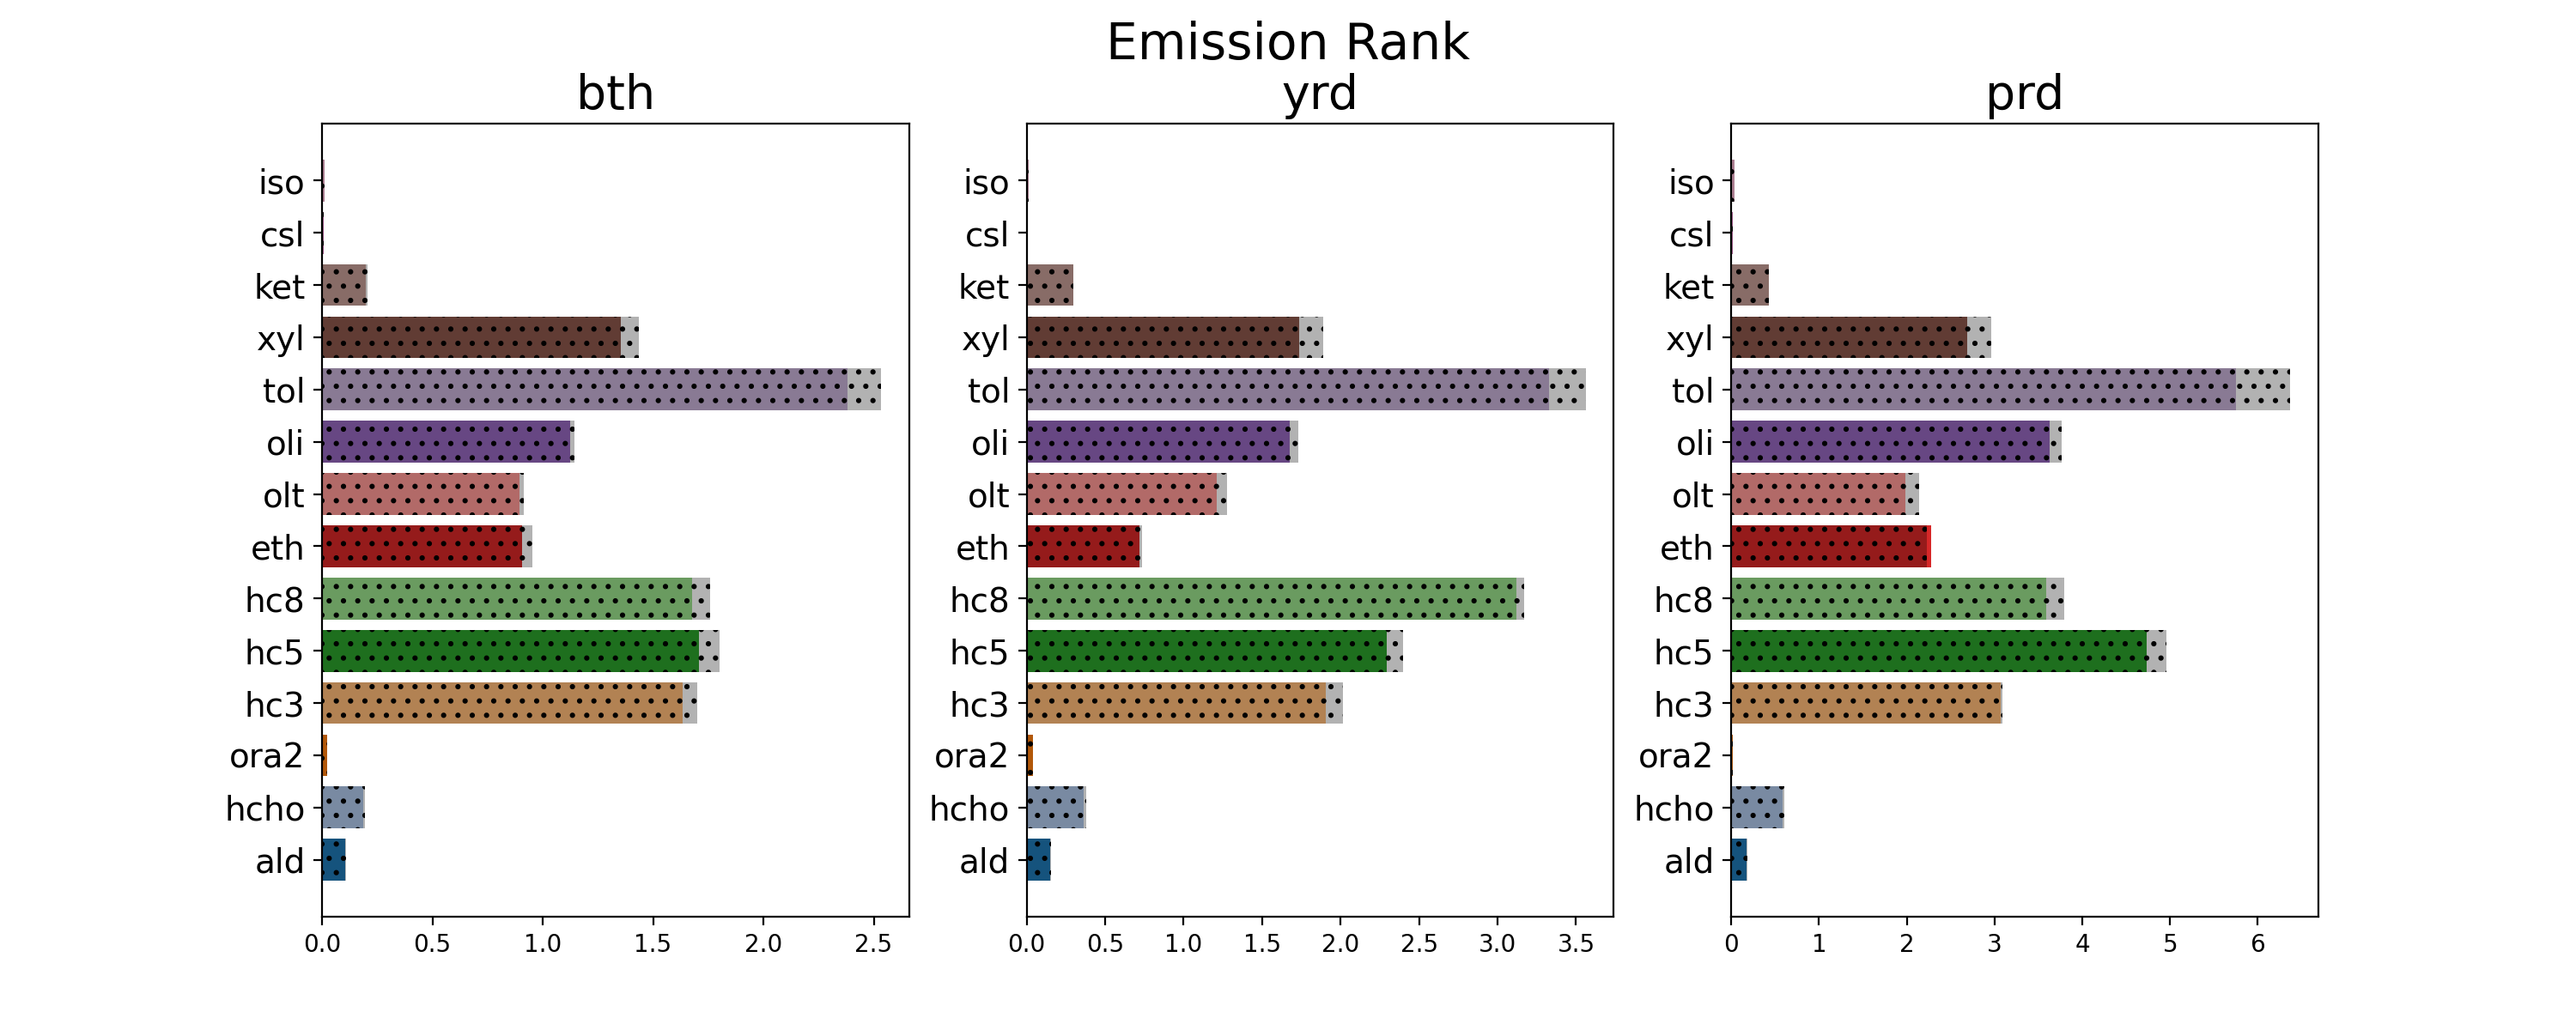 Emission Rank
bth
iso
csl
ket
xyl
tol
oli
olt
eth
hc8
hc5
hc3
ora2
hcho
ald
0.0 0.5 1.0 1.5 2.0 2.5
yrd
iso
csl
ket
xyl
tol
oli
olt
eth
hc8
hc5
hc3
ora2
hcho
ald
0.0 0.5 1.0 1.5 2.0 2.5 3.0 3.5
prd
iso
csl
ket
xyl
tol
oli
olt
eth
hc8
hc5
hc3
ora2
hcho
ald
0 1 2 3 4 5 6